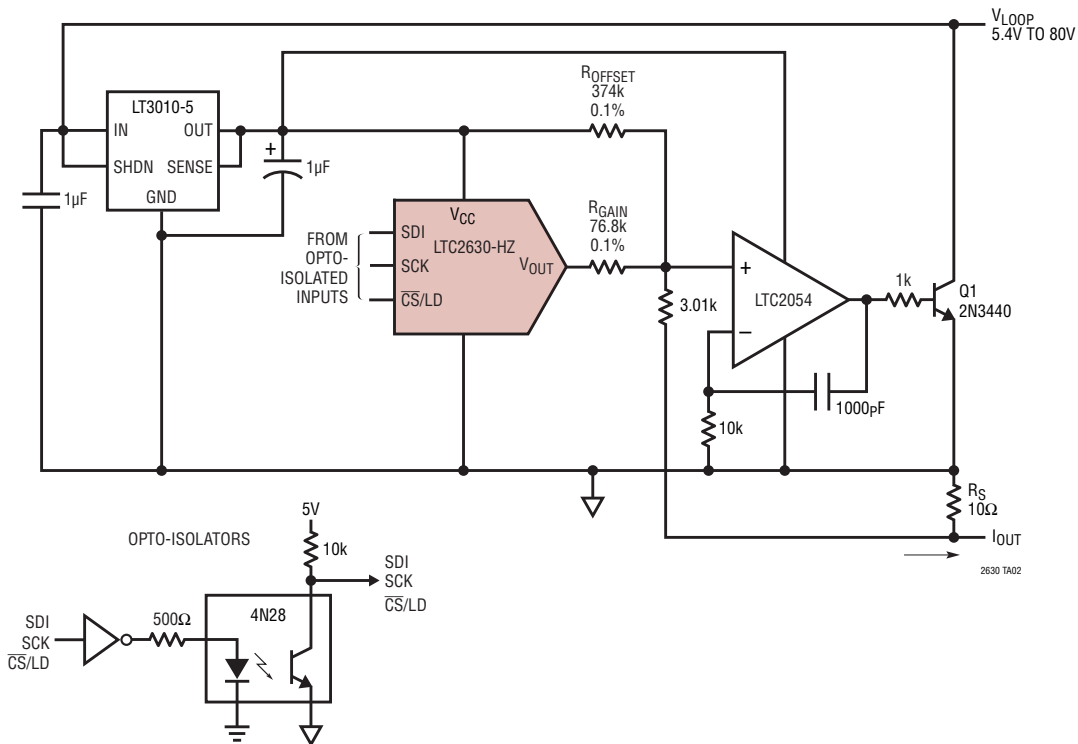 VLOOP
5.4V TO 80V
LT3010-5
IN
OUT
SHDN
SENSE
GND
1µF
+
1µF
ROFFSET
374k
0.1%
FROM
OPTO-
ISOLATED
INPUTS
SDI
SCK
CS/LD
VCC
LTC2630-HZ
VOUT
RGAIN
76.8k
0.1%
3.01k
+
–
LTC2054
1k
Q1
2N3440
1000pF
10k
RS
10Ω
IOUT
2630 TA02
OPTO-ISOLATORS
5V
10k
SDI
SCK
CS/LD
4N28
500Ω
SDI
SCK
CS/LD